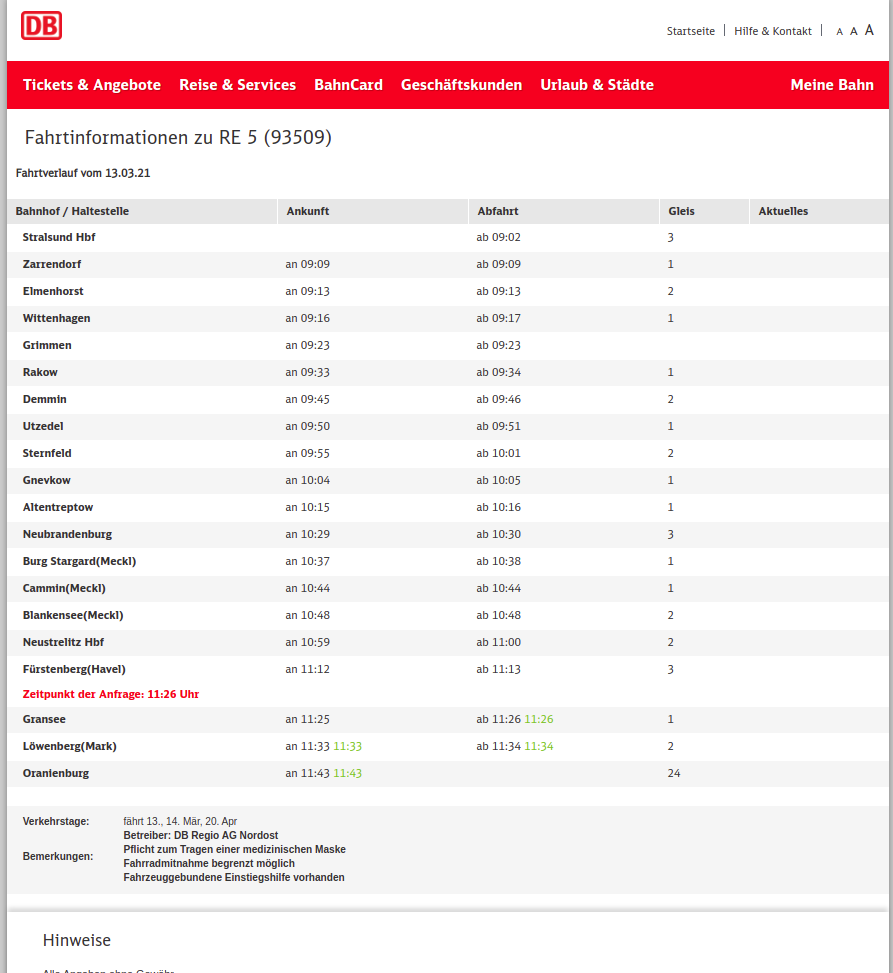 DB
Startseite | Hilfe & Kontakt | A A A
Tickets & Angebote Reise & Services BahnCard Geschäftskunden Urlaub & Städte Meine Bahn
Fahrtinformationen zu RE 5 (93509)
Fahrtverlauf vom 13.03.21
Bahnhof / Haltestelle Ankunft Abfahrt Gleis Aktuelles
Stralsund Hbf ab 09:02 3
Zarrendorf an 09:09 ab 09:09 1
Elmenhorst an 09:13 ab 09:13 2
Wittenhagen an 09:16 ab 09:17 1
Grimmen an 09:23 ab 09:23
Rakow an 09:33 ab 09:34 1
Demmin an 09:45 ab 09:46 2
Utzedel an 09:50 ab 09:51 1
Sternfeld an 09:55 ab 10:01 2
Gnevkow an 10:04 ab 10:05 1
Altentreptow an 10:15 ab 10:16 1
Neubrandenburg an 10:29 ab 10:30 3
Burg Stargard(Meckl) an 10:37 ab 10:38 1
Cammin(Meckl) an 10:44 ab 10:44 1
Blankensee(Meckl) an 10:48 ab 10:48 2
Neustrelitz Hbf an 10:59 ab 11:00 2
Fürstenberg(Havel) an 11:12 ab 11:13 3
Zeitpunkt der Anfrage: 11:26 Uhr
Gransee an 11:25 ab 11:26 11:26 1
Löwenberg(Mark) an 11:33 11:33 ab 11:34 11:34 2
Oranienburg an 11:43 11:43 24
Verkehrstage: fährt 13., 14. Mär, 20. Apr
Betreiber: DB Regio AG Nordost
Pflicht zum Tragen einer medizinischen Maske
Bemerkungen:
Fahrradmitnahme begrenzt möglich
Fahrzeuggebundene Einstiegshilfe vorhanden
Hinweise
Alle Angaben ohne Gewähr